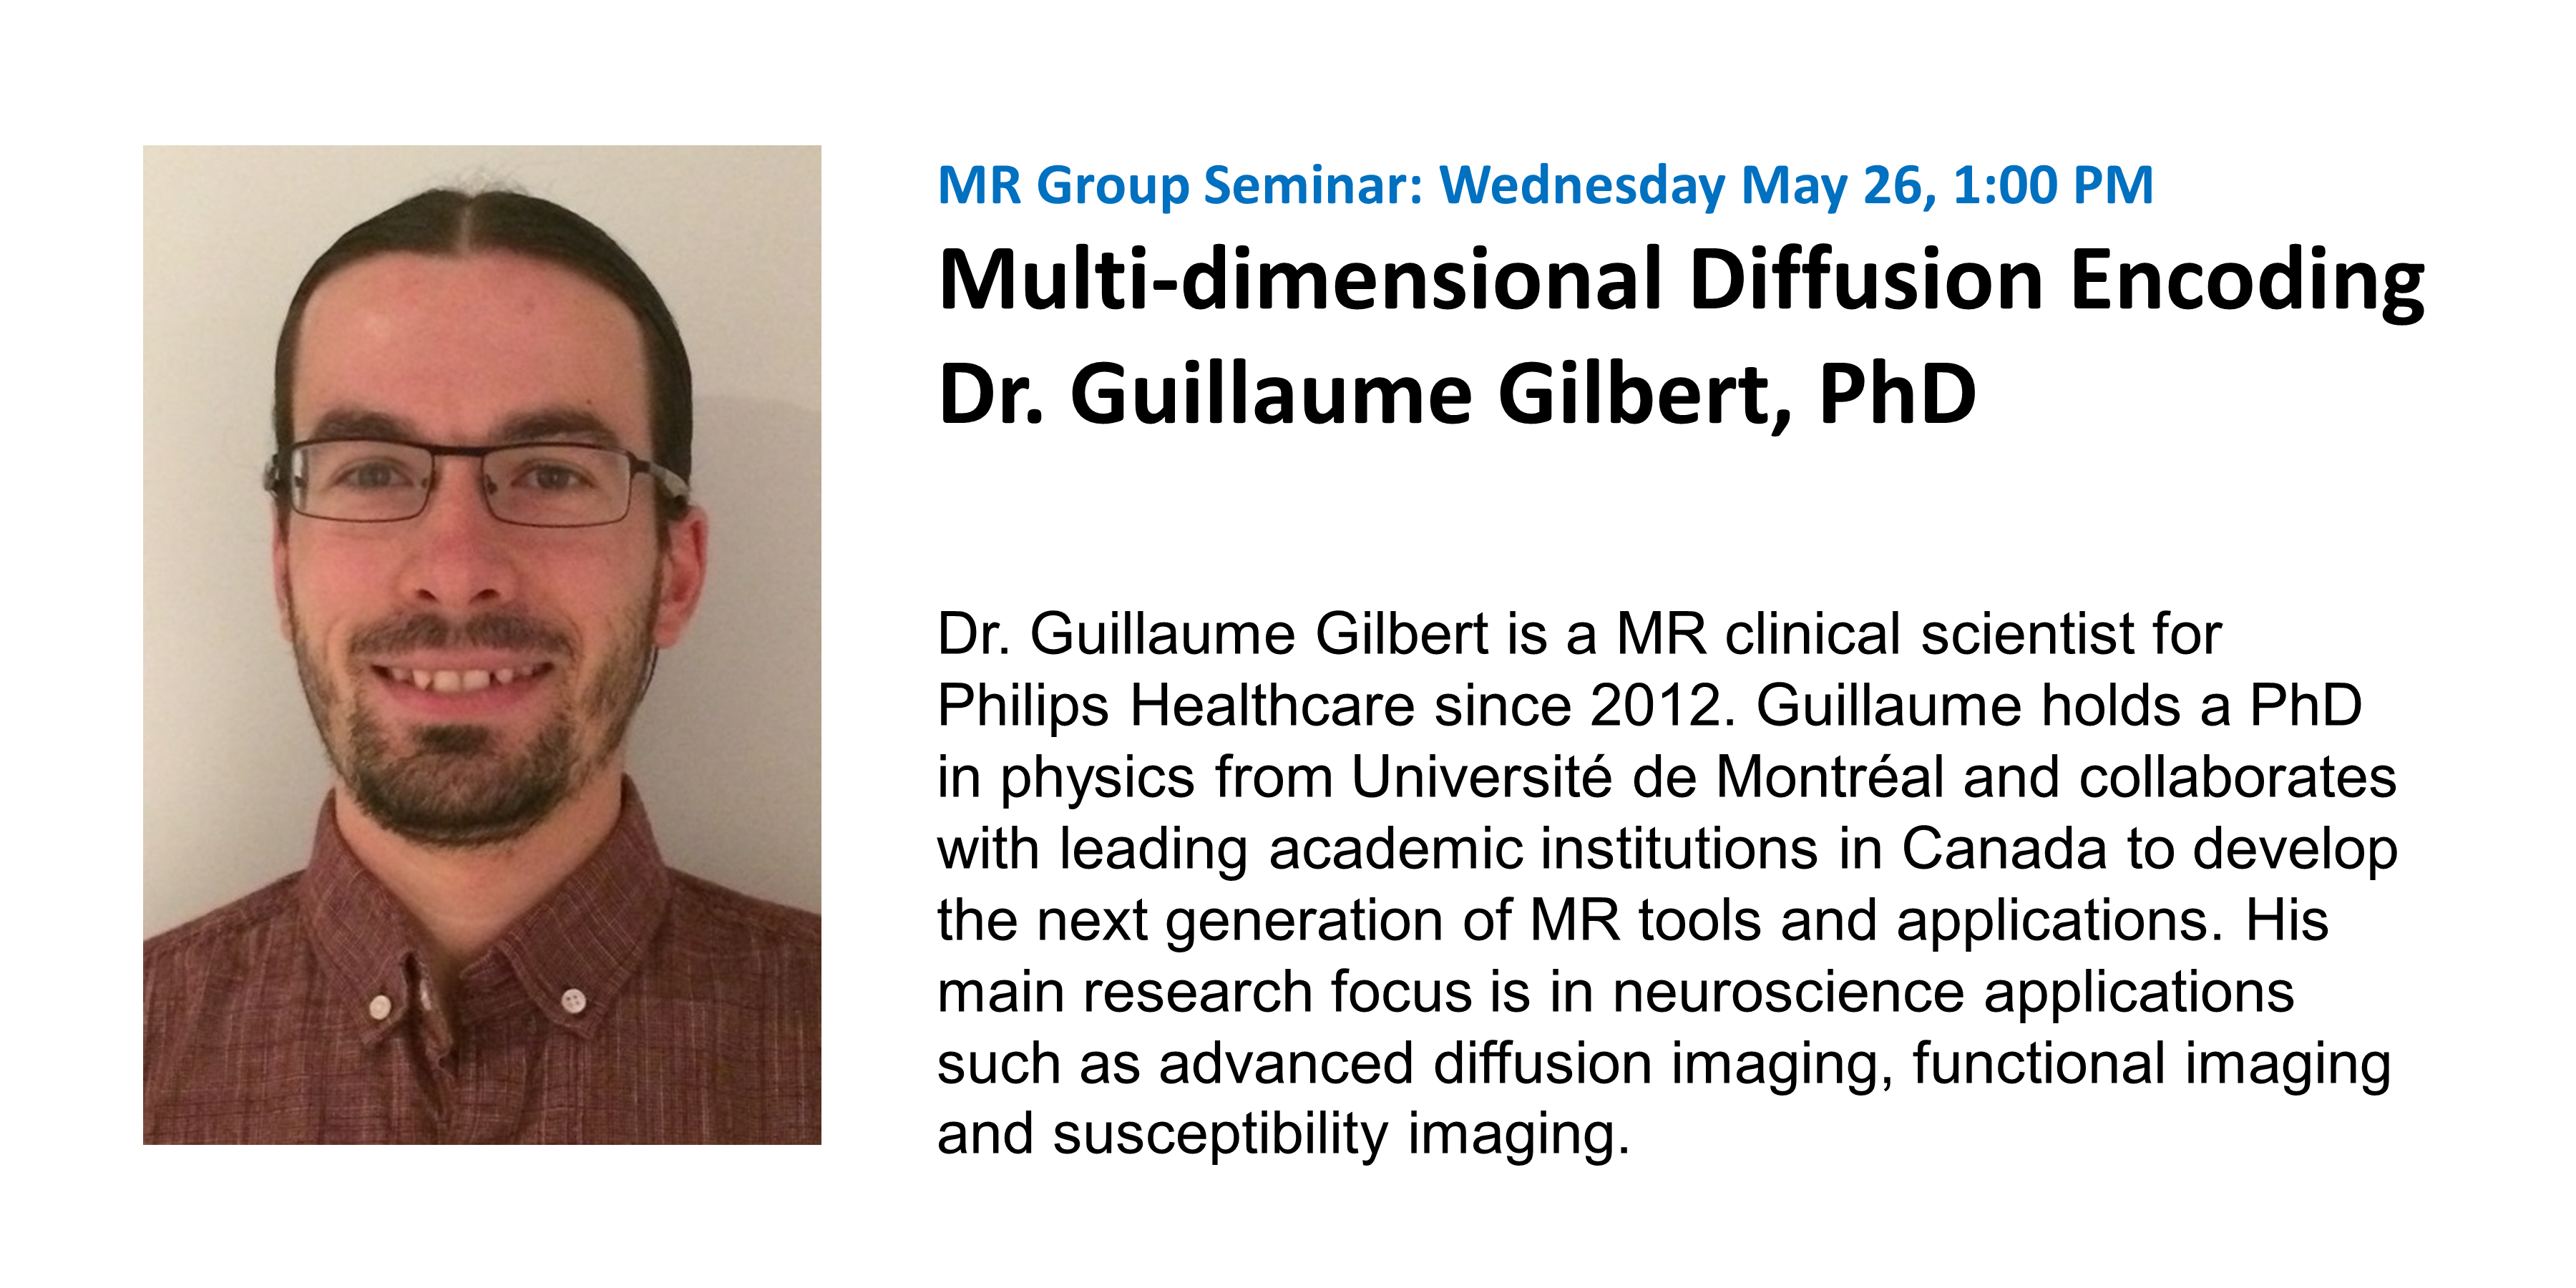 MR Group Seminar: Wednesday May 26, 1:00 PM
Multi-dimensional Diffusion Encoding
Dr. Guillaume Gilbert, PhD
Dr. Guillaume Gilbert is a MR clinical scientist for
Philips Healthcare since 2012. Guillaume holds a PhD
in physics from Université de Montréal and collaborates
with leading academic institutions in Canada to develop
the next generation of MR tools and applications. His
main research focus is in neuroscience applications
such as advanced diffusion imaging, functional imaging
and susceptibility imaging.